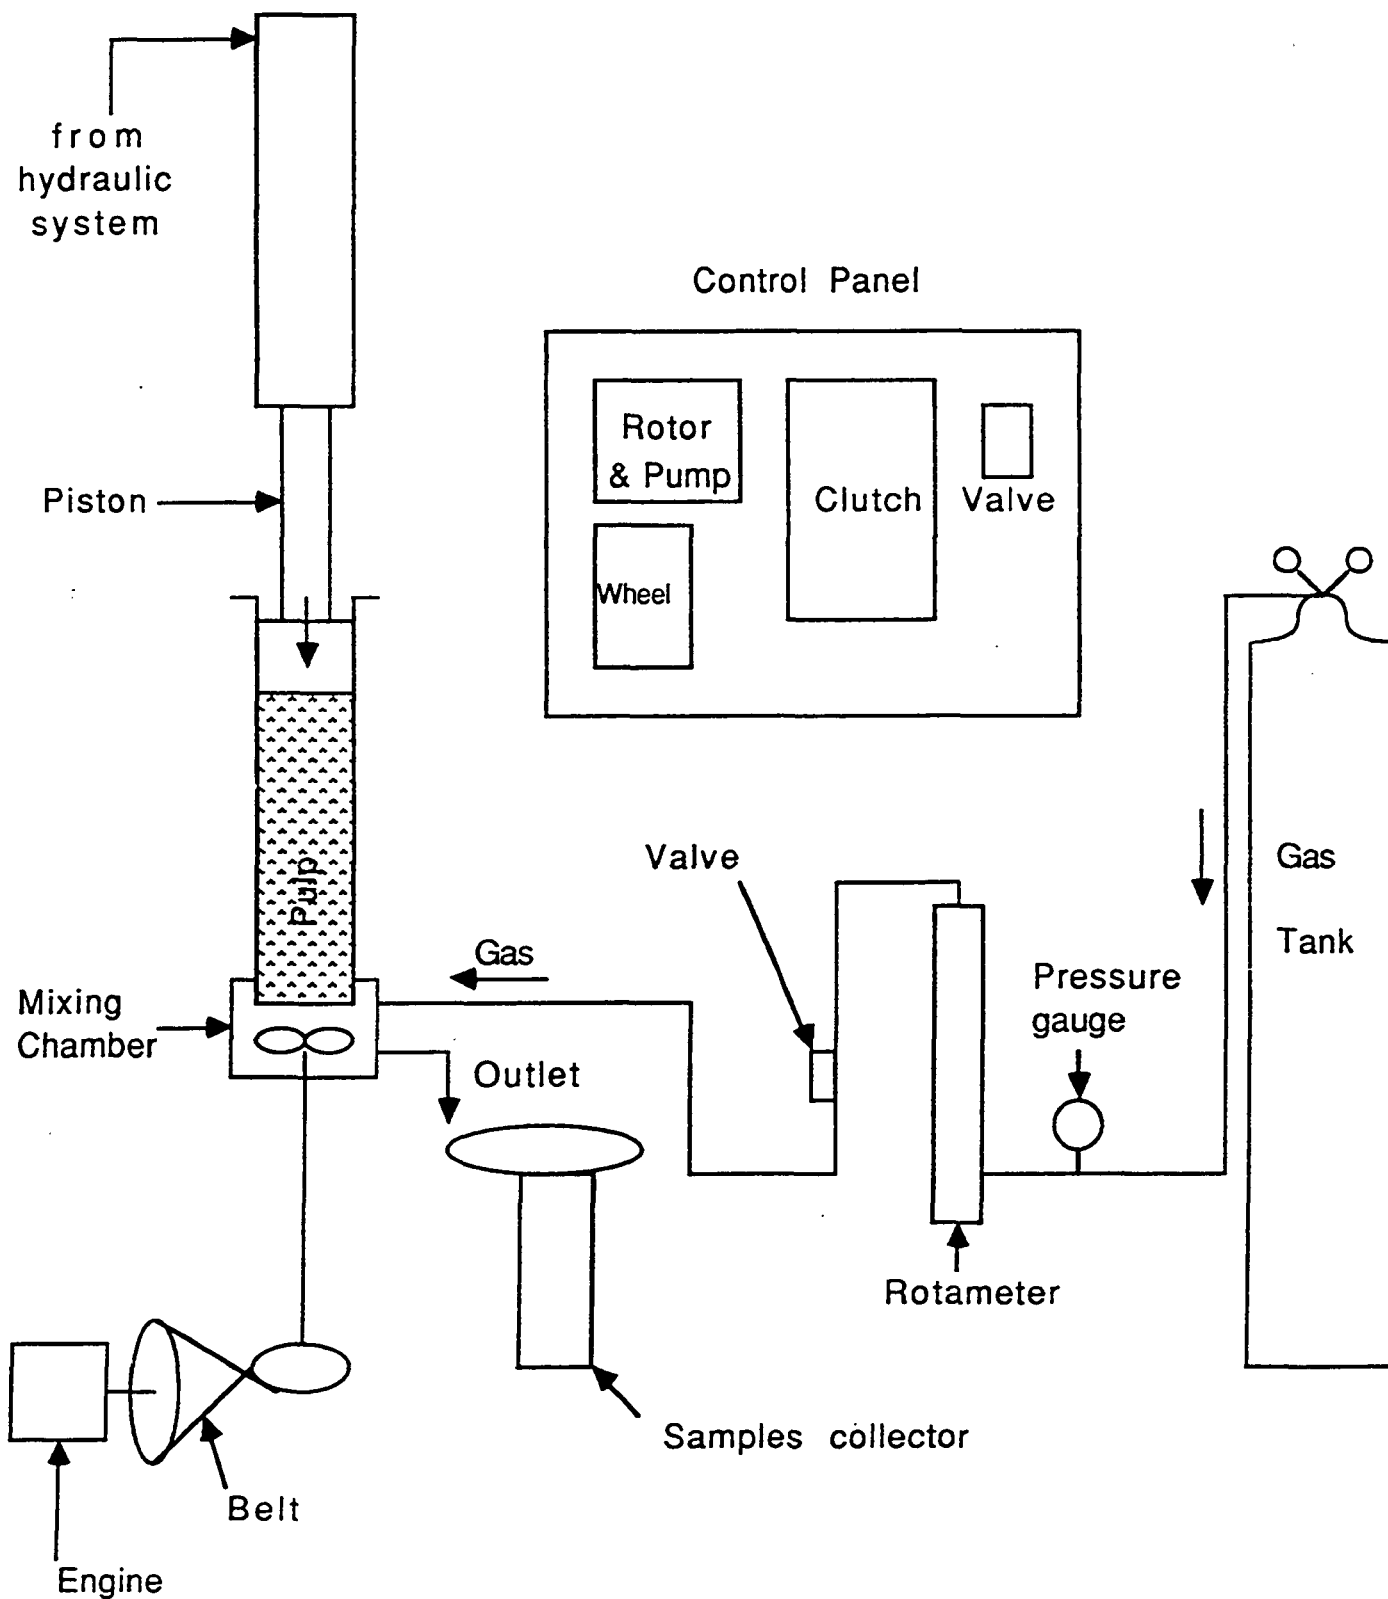 from
hydraulic
system
Control Panel
Rotor
& Pump
Clutch
Valve
Wheel
Piston
Pulp
Valve
Gas
Tank
Gas
Pressure
gauge
Mixing
Chamber
Outlet
Rotameter
Samples collector
Belt
Engine